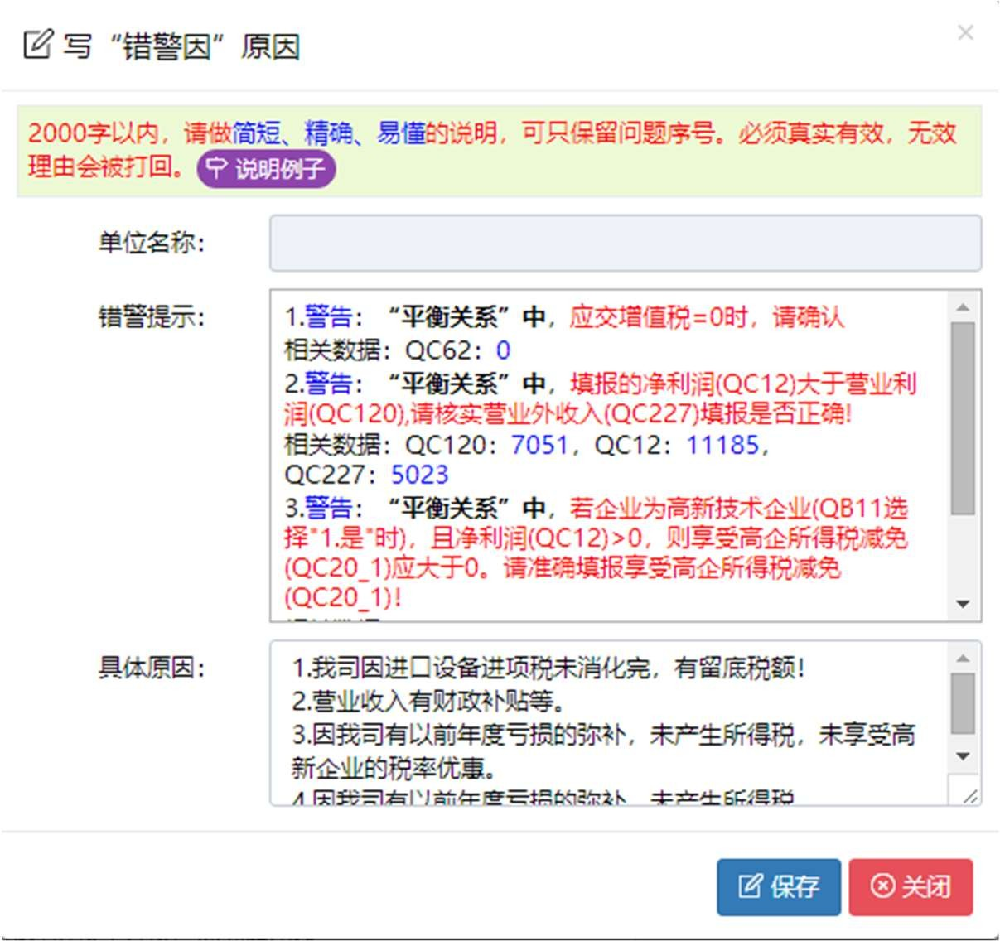 写“错警因”原因
×
2000字以内，请做简短、精确、易懂的说明，可只保留问题序号。必须真实有效，无效
理由会被打回。 说明例子
单位名称：
错警提示：
1.警告：“平衡关系”中，应交增值税=0时，请确认
相关数据：QC62：0
2.警告：“平衡关系”中，填报的净利润(QC12)大于营业利
润(QC120),请核实营业外收入(QC227)填报是否正确!
相关数据：QC120：7051，QC12：11185，
QC227：5023
3.警告：“平衡关系”中，若企业为高新技术企业(QB11选
择"1.是"时)，且净利润(QC12)>0，则享受高企所得税减免
(QC20_1)应大于0。请准确填报享受高企所得税减免
(QC20_1)！
具体原因：
1.我司因进口设备进项税未消化完，有留底税额！
2.营业收入有财政补贴等。
3.因我司有以前年度亏损的弥补，未产生所得税，未享受高
新企业的税率优惠。
4.因我司有以前年度亏损的弥补，未产生所得税
保存
关闭